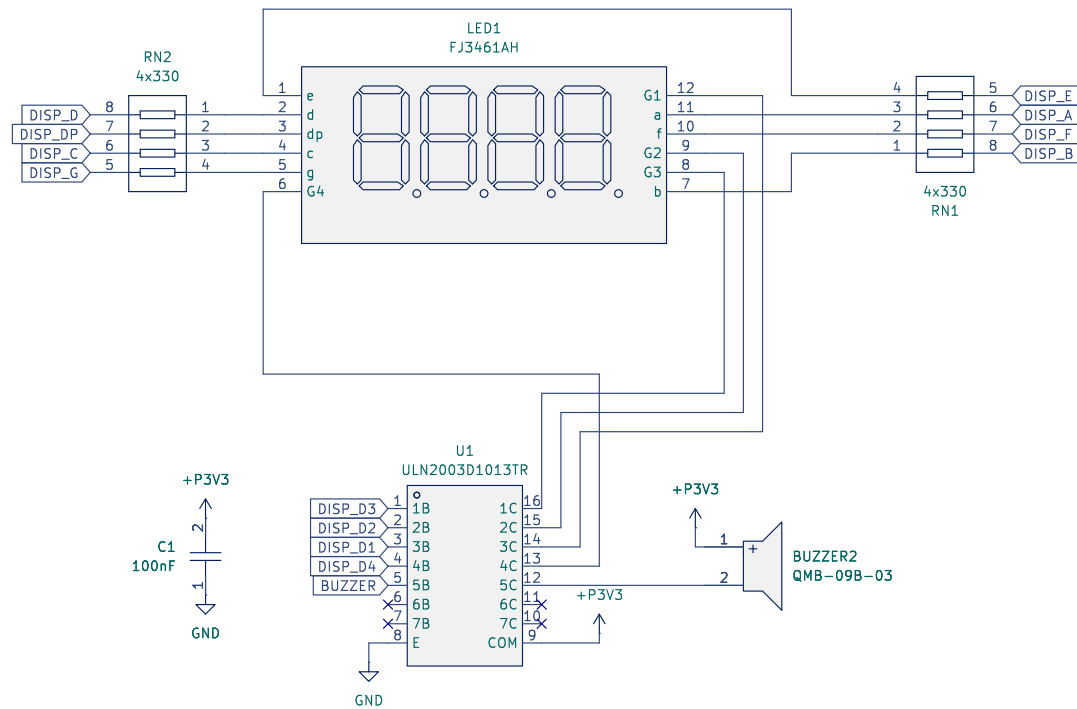 LED1
FJ3461AH
RN2
4x330
1
e
2
d
3
dp
4
c
5
g
6
G4
G1
12
a
11
f
10
G2
9
G3
8
b
7
DISP_D
8
1
DISP_DP
7
2
DISP_C
6
3
DISP_G
5
4
4
5
DISP_E
3
6
DISP_A
2
7
DISP_F
1
8
DISP_B
4x330
RN1
U1
ULN2003D1013TR
DISP_D3
1
1B
1C
16
DISP_D2
2
2B
2C
15
DISP_D1
3
3B
3C
14
DISP_D4
4
4B
4C
13
BUZZER
5
5B
5C
12
6
6B
6C
11
7
7B
7C
10
8
E
COM
9
GND
+P3V3
+P3V3
2
C1
100nF
1
GND
+P3V3
1
+
2
BUZZER2
QMB-09B-03